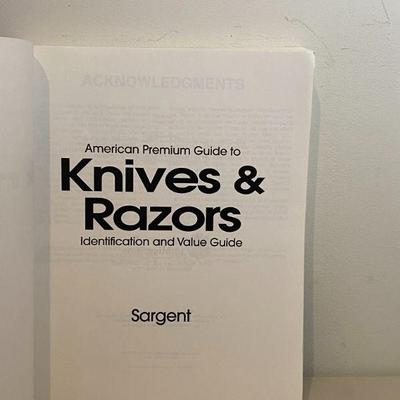 ACKNOWLEDGMENTS
American Premium Guide to
Knives &
Razors
Identification and Value Guide
Sargent